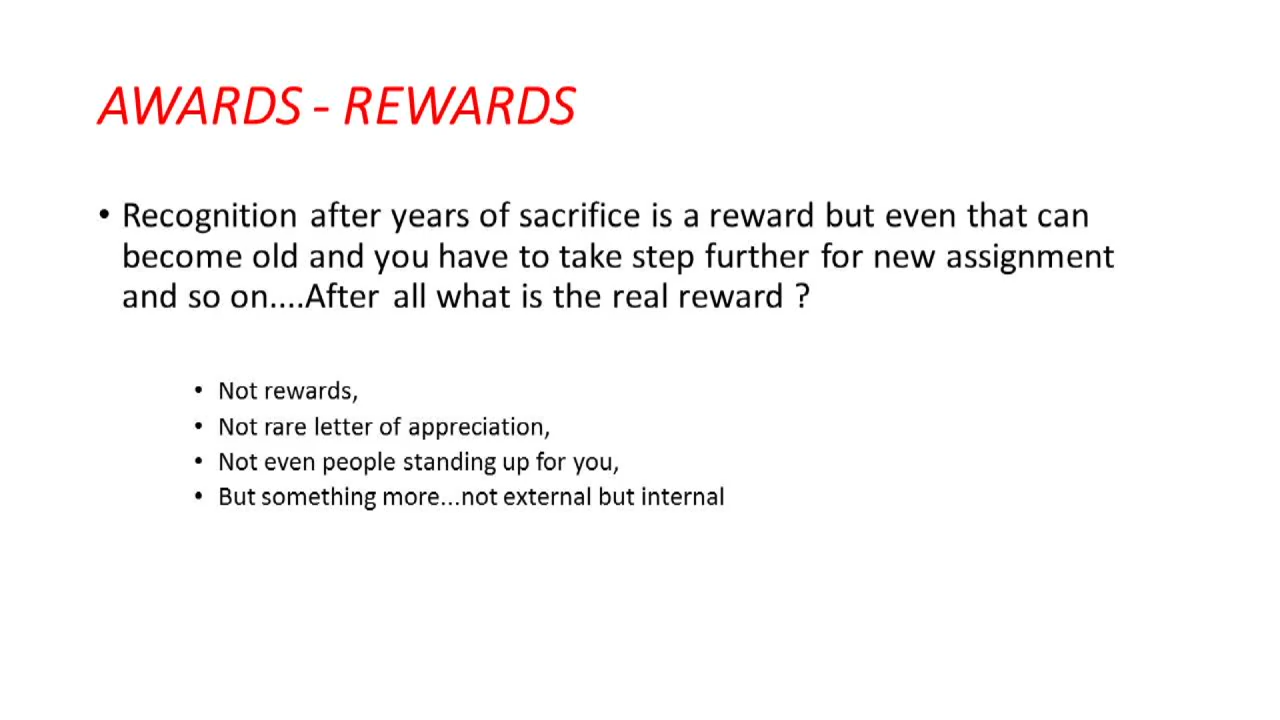 AWARDS - REWARDS
• Recognition after years of sacrifice is a reward but even that can
become old and you have to take step further for new assignment
and so on....After all what is the real reward ?
• Not rewards,
• Not rare letter of appreciation,
• Not even people standing up for you,
• But something more...not external but internal